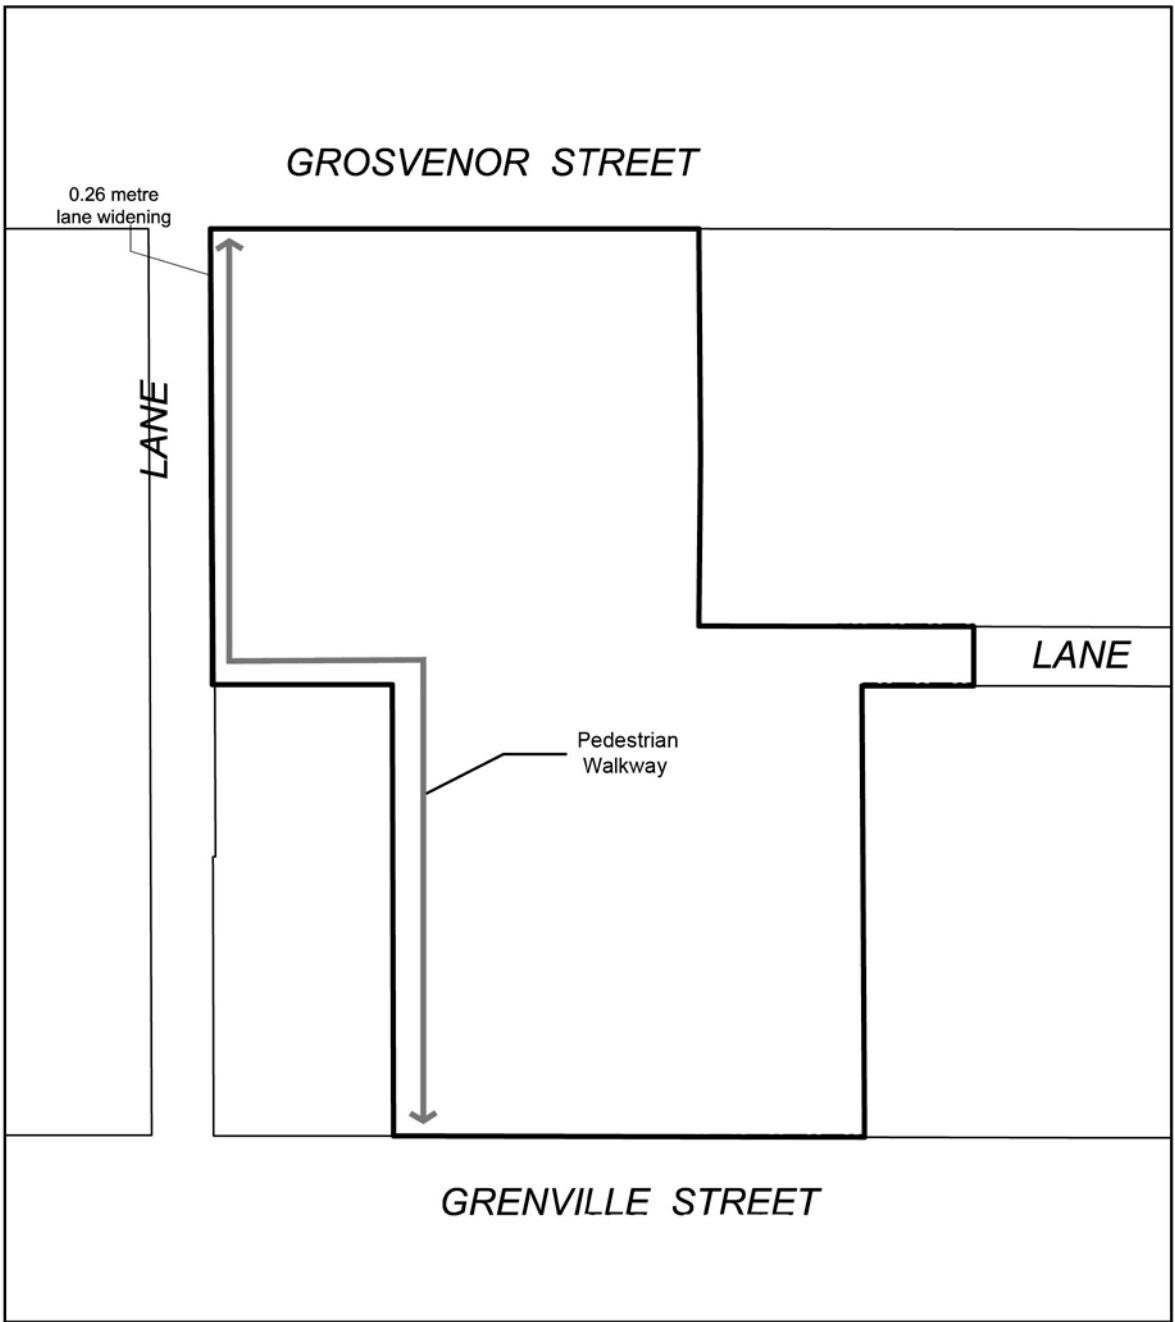 GROSVENOR STREET
0.26 metre
lane widening
LANE
LANE
Pedestrian
Walkway
GRENVILLE STREET